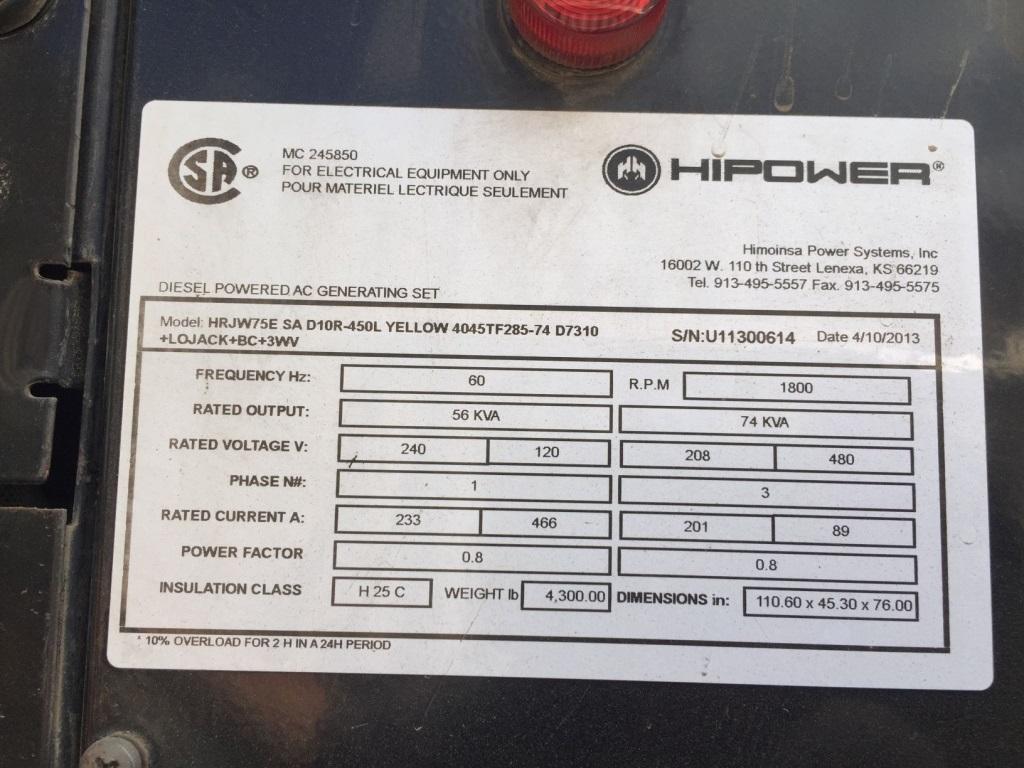 SA®
MC 245850
FOR ELECTRICAL EQUIPMENT ONLY
POUR MATERIEL LECTRIQUE SEULEMENT
HIPOWER®
Himoinsa Power Systems, Inc
16002 W. 110 th Street Lenexa, KS 66219
Tel. 913-495-5557 Fax. 913-495-5575
DIESEL POWERED AC GENERATING SET
Model: HRJW75E SA D10R-450L YELLOW 4045TF285-74 D7310
+LOJACK+BC+3WV
S/N:U11300614 Date 4/10/2013
FREQUENCY Hz: 60 R.P.M 1800
RATED OUTPUT: 56 KVA 74 KVA
RATED VOLTAGE V: 240 120 208 480
PHASE N#: 1 3
RATED CURRENT A: 233 466 201 89
POWER FACTOR 0.8 0.8
INSULATION CLASS H 25 C WEIGHT lb 4,300.00 DIMENSIONS in: 110.60 x 45.30 x 76.00
* 10% OVERLOAD FOR 2 H IN A 24H PERIOD